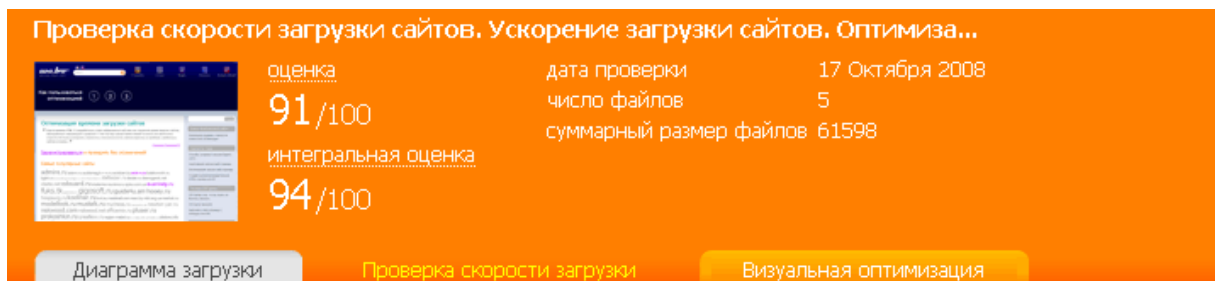 Проверка скорости загрузки сайтов. Ускорение загрузки сайтов. Оптимиза...
оценка
91/100
интегральная оценка
94/100
дата проверки 17 Октября 2008
число файлов 5
суммарный размер файлов 61598
Диаграмма загрузки
Проверка скорости загрузки
Визуальная оптимизация